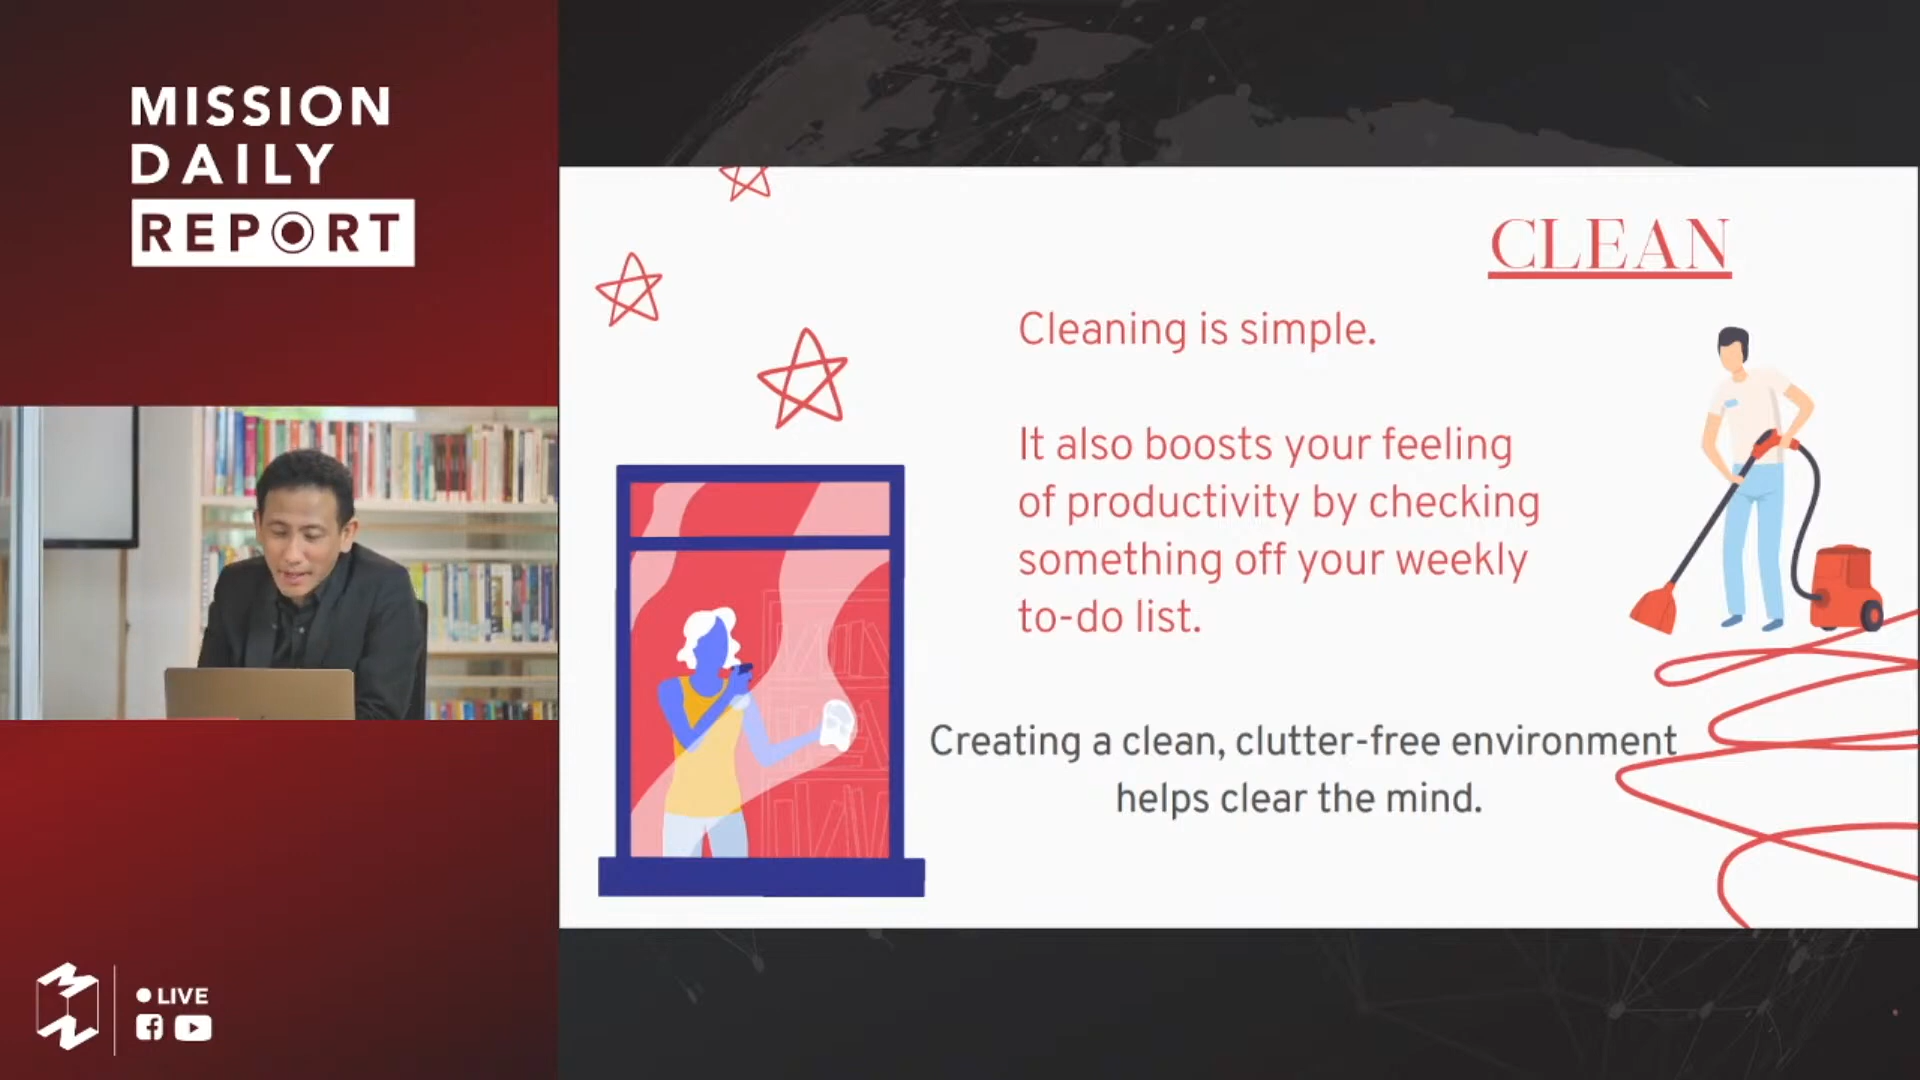 MISSION
DAILY
REPORT
CLEAN
Cleaning is simple.
It also boosts your feeling
of productivity by checking
something off your weekly
to-do list.
Creating a clean, clutter-free environment
helps clear the mind.
LIVE